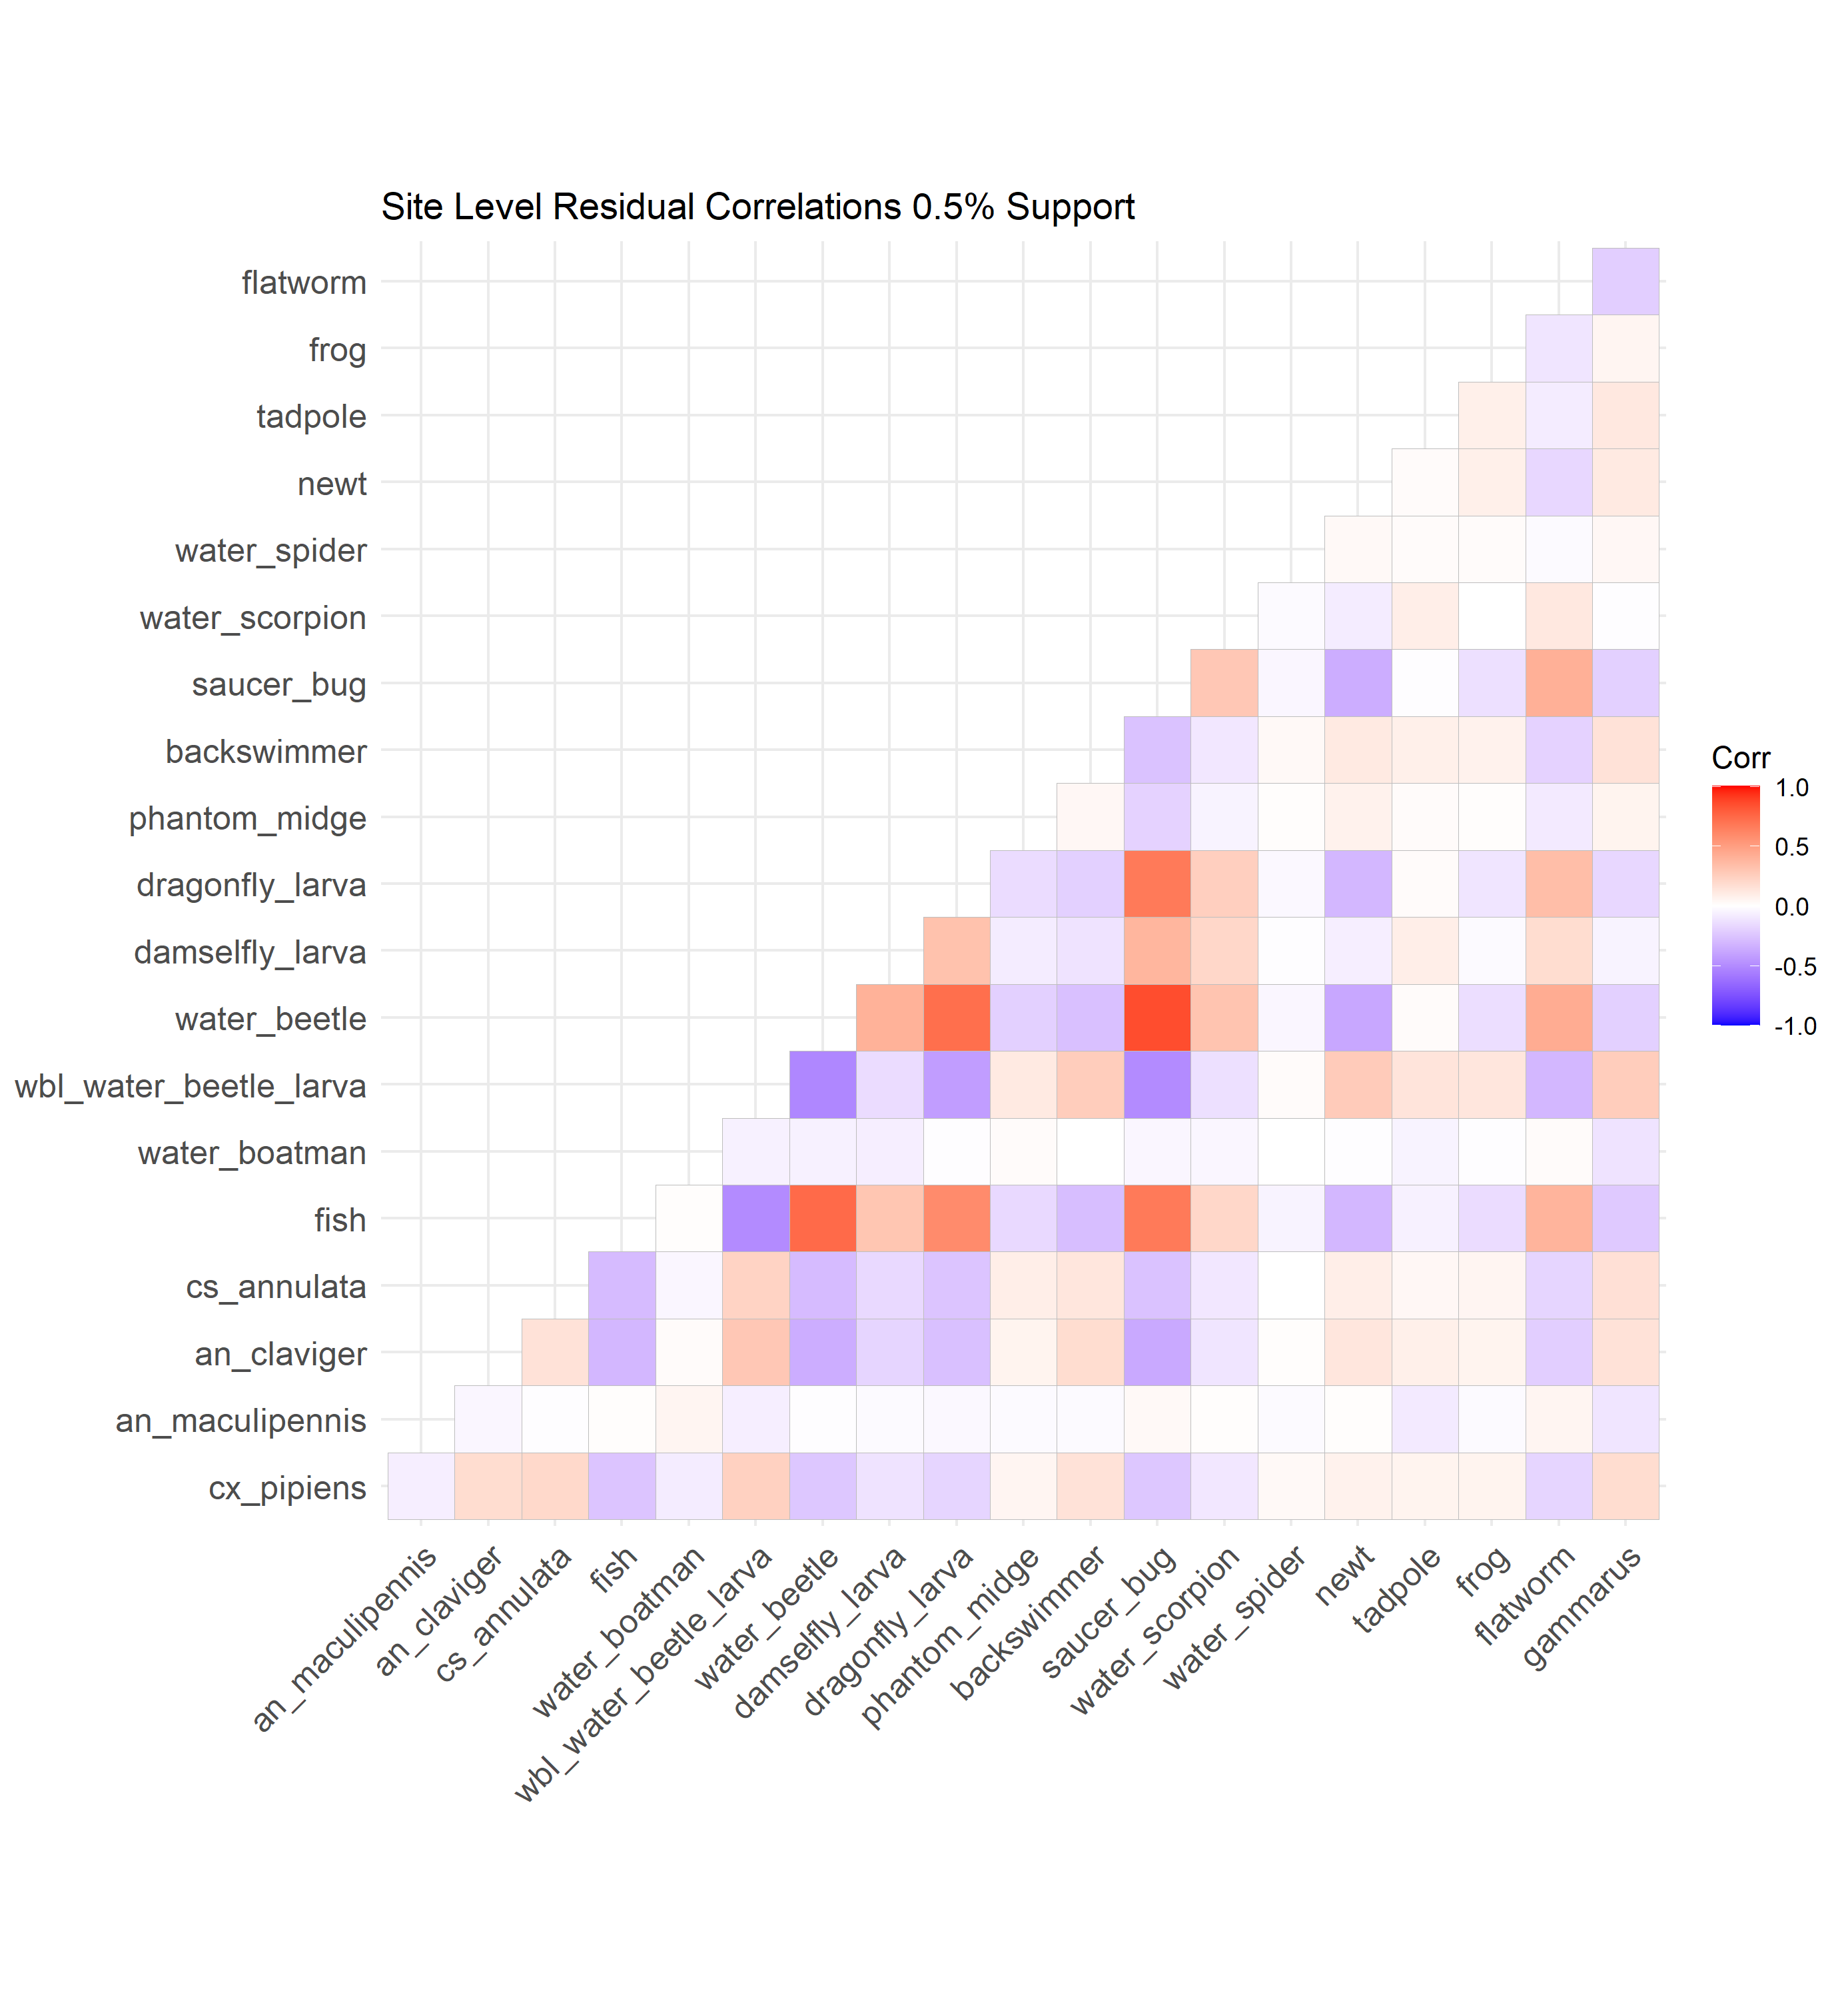 Site Level Residual Correlations 0.5% Support
flatworm
frog
tadpole
newt
water_spider
water_scorpion
saucer_bug
backswimmer
phantom_midge
dragonfly_larva
damselfly_larva
water_beetle
wbl_water_beetle_larva
water_boatman
fish
cs_annulata
an_claviger
an_maculipennis
cx_pipiens
an_maculipennis
an_claviger
cs_annulata
fish
water_boatman
wbl_water_beetle_larva
water_beetle
damselfly_larva
dragonfly_larva
phantom_midge
backswimmer
saucer_bug
water_scorpion
water_spider
newt
tadpole
frog
flatworm
gammarus
Corr
1.0
0.5
0.0
-0.5
-1.0